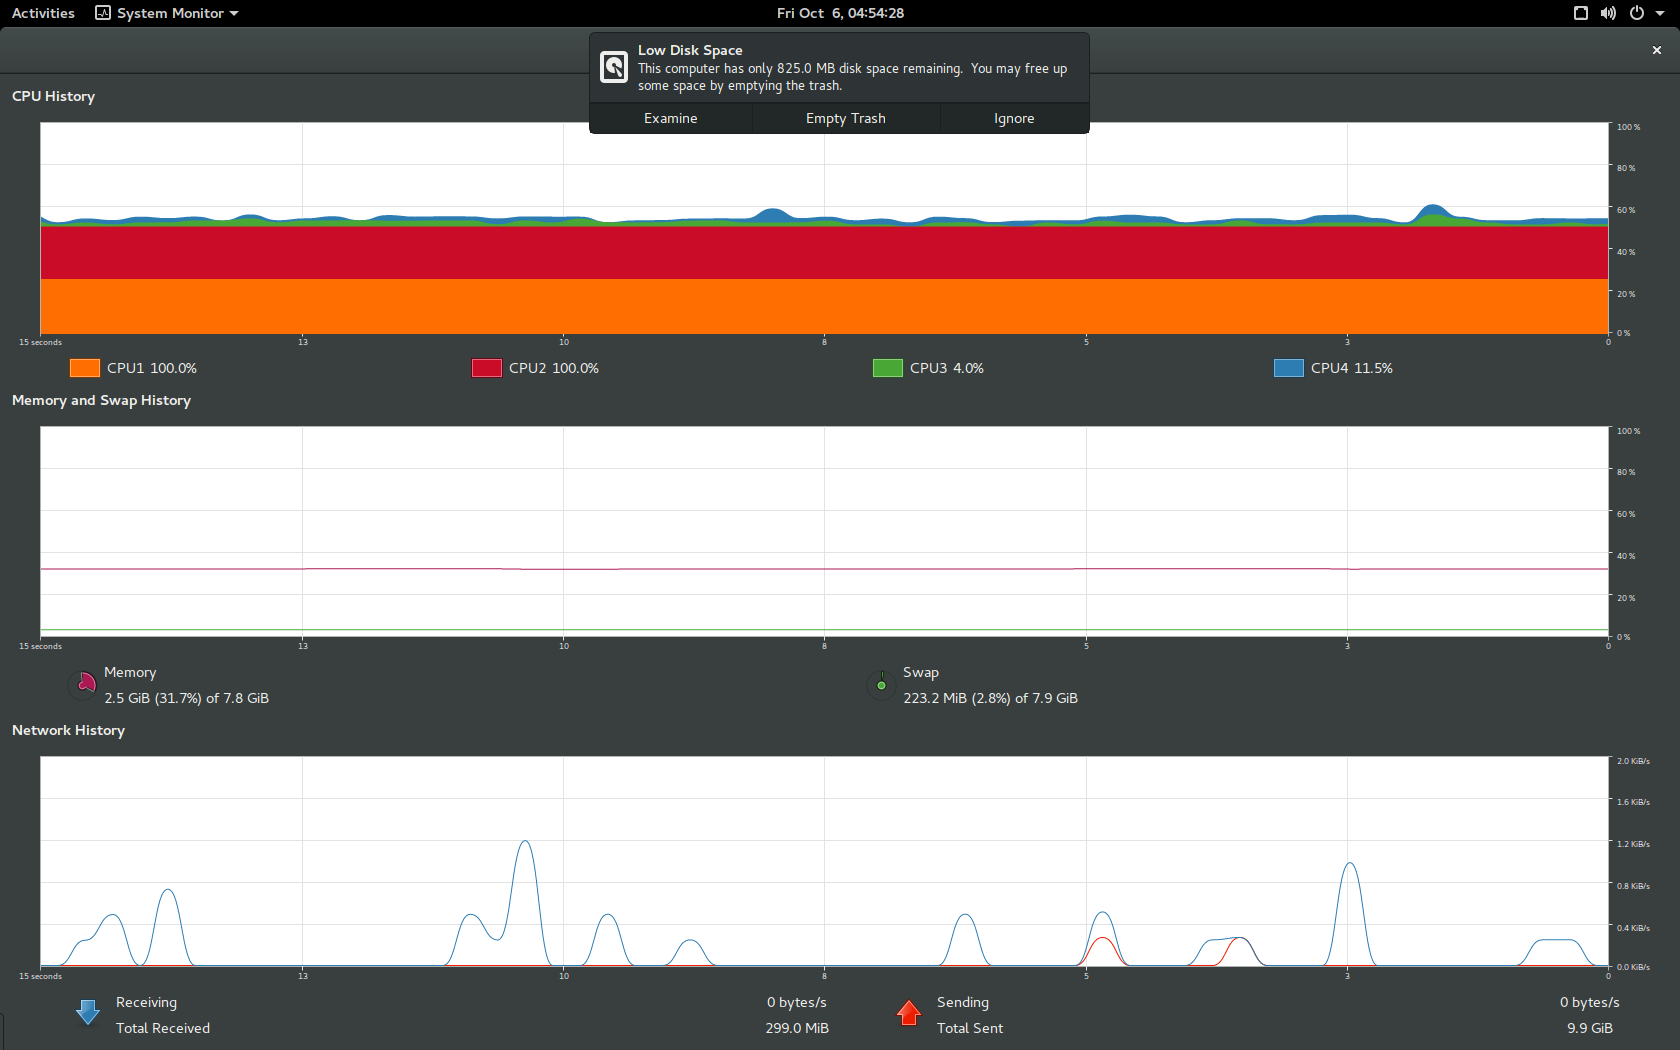 Activities System Monitor Fri Oct 6, 04:54:28
Low Disk Space
This computer has only 825.0 MB disk space remaining. You may free up
some space by emptying the trash.
Examine Empty Trash Ignore
CPU History
100 %
80 %
60 %
40 %
20 %
0 %
15 seconds 13 10 8 5 3 0
CPU1 100.0% CPU2 100.0% CPU3 4.0% CPU4 11.5%
Memory and Swap History
100 %
80 %
60 %
40 %
20 %
0 %
15 seconds 13 10 8 5 3 0
Memory Swap
2.5 GiB (31.7%) of 7.8 GiB 223.2 MiB (2.8%) of 7.9 GiB
Network History
2.0 KiB/s
1.6 KiB/s
1.2 KiB/s
0.8 KiB/s
0.4 KiB/s
0.0 KiB/s
15 seconds 13 10 8 5 3 0
Receiving 0 bytes/s Sending 0 bytes/s
Total Received 299.0 MiB Total Sent 9.9 GiB